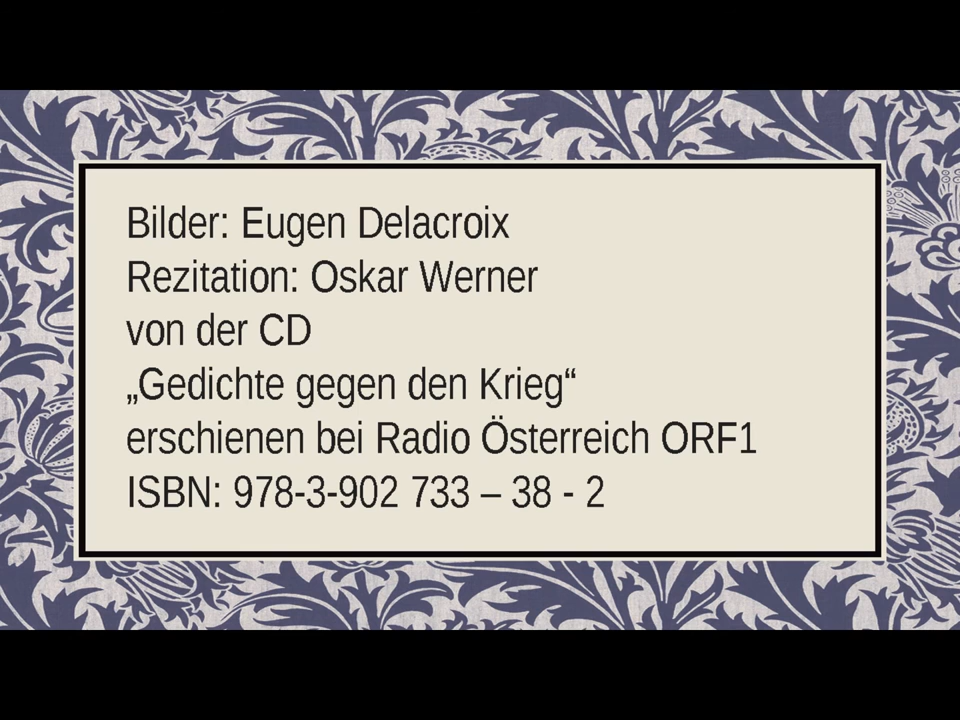 Bilder: Eugen Delacroix
Rezitation: Oskar Werner
von der CD
„Gedichte gegen den Krieg“
erschienen bei Radio Österreich ORF1
ISBN: 978-3-902 733 – 38 - 2